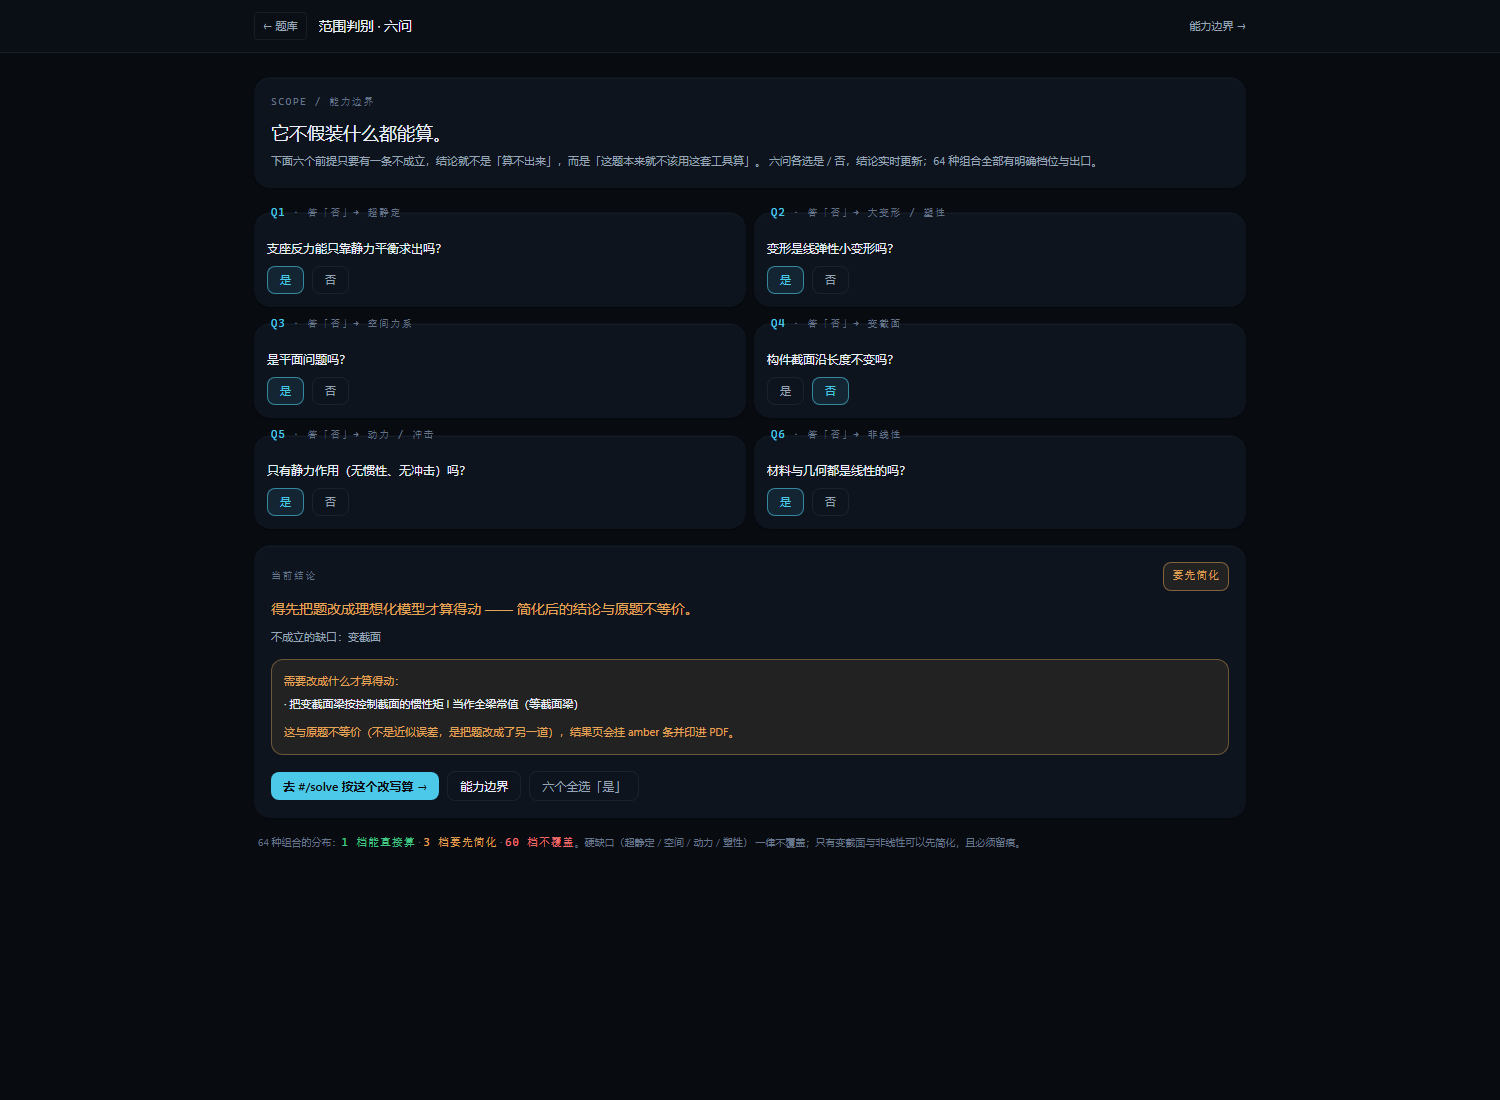 ← 题库
范围判别 · 六问
能力边界 →
SCOPE / 能力边界
它不假装什么都能算。
下面六个前提只要有一条不成立，结论就不是「算不出来」，而是「这题本来就不该用这套工具算」。 六问各选是 / 否，结论实时更新；64 种组合全部有明确档位与出口。
Q1 · 答「否」→ 超静定
支座反力能只靠静力平衡求出吗？
是
否
Q2 · 答「否」→ 大变形 / 塑性
变形是线弹性小变形吗？
是
否
Q3 · 答「否」→ 空间力系
是平面问题吗？
是
否
Q4 · 答「否」→ 变截面
构件截面沿长度不变吗？
是
否
Q5 · 答「否」→ 动力 / 冲击
只有静力作用（无惯性、无冲击）吗？
是
否
Q6 · 答「否」→ 非线性
材料与几何都是线性的吗？
是
否
当前结论
要先简化
得先把题改成理想化模型才算得动 —— 简化后的结论与原题不等价。
不成立的缺口：变截面
需要改成什么才算得动：
· 把变截面梁按控制截面的惯性矩 I 当作全梁常值（等截面梁）
这与原题不等价（不是近似误差，是把题改成了另一道），结果页会挂 amber 条并印进 PDF。
去 #/solve 按这个改写算 →
能力边界
六个全选「是」
64 种组合的分布：1 档能直接算 · 3 档要先简化 · 60 档不覆盖。硬缺口（超静定 / 空间 / 动力 / 塑性） 一律不覆盖；只有变截面与非线性可以先简化，且必须留痕。